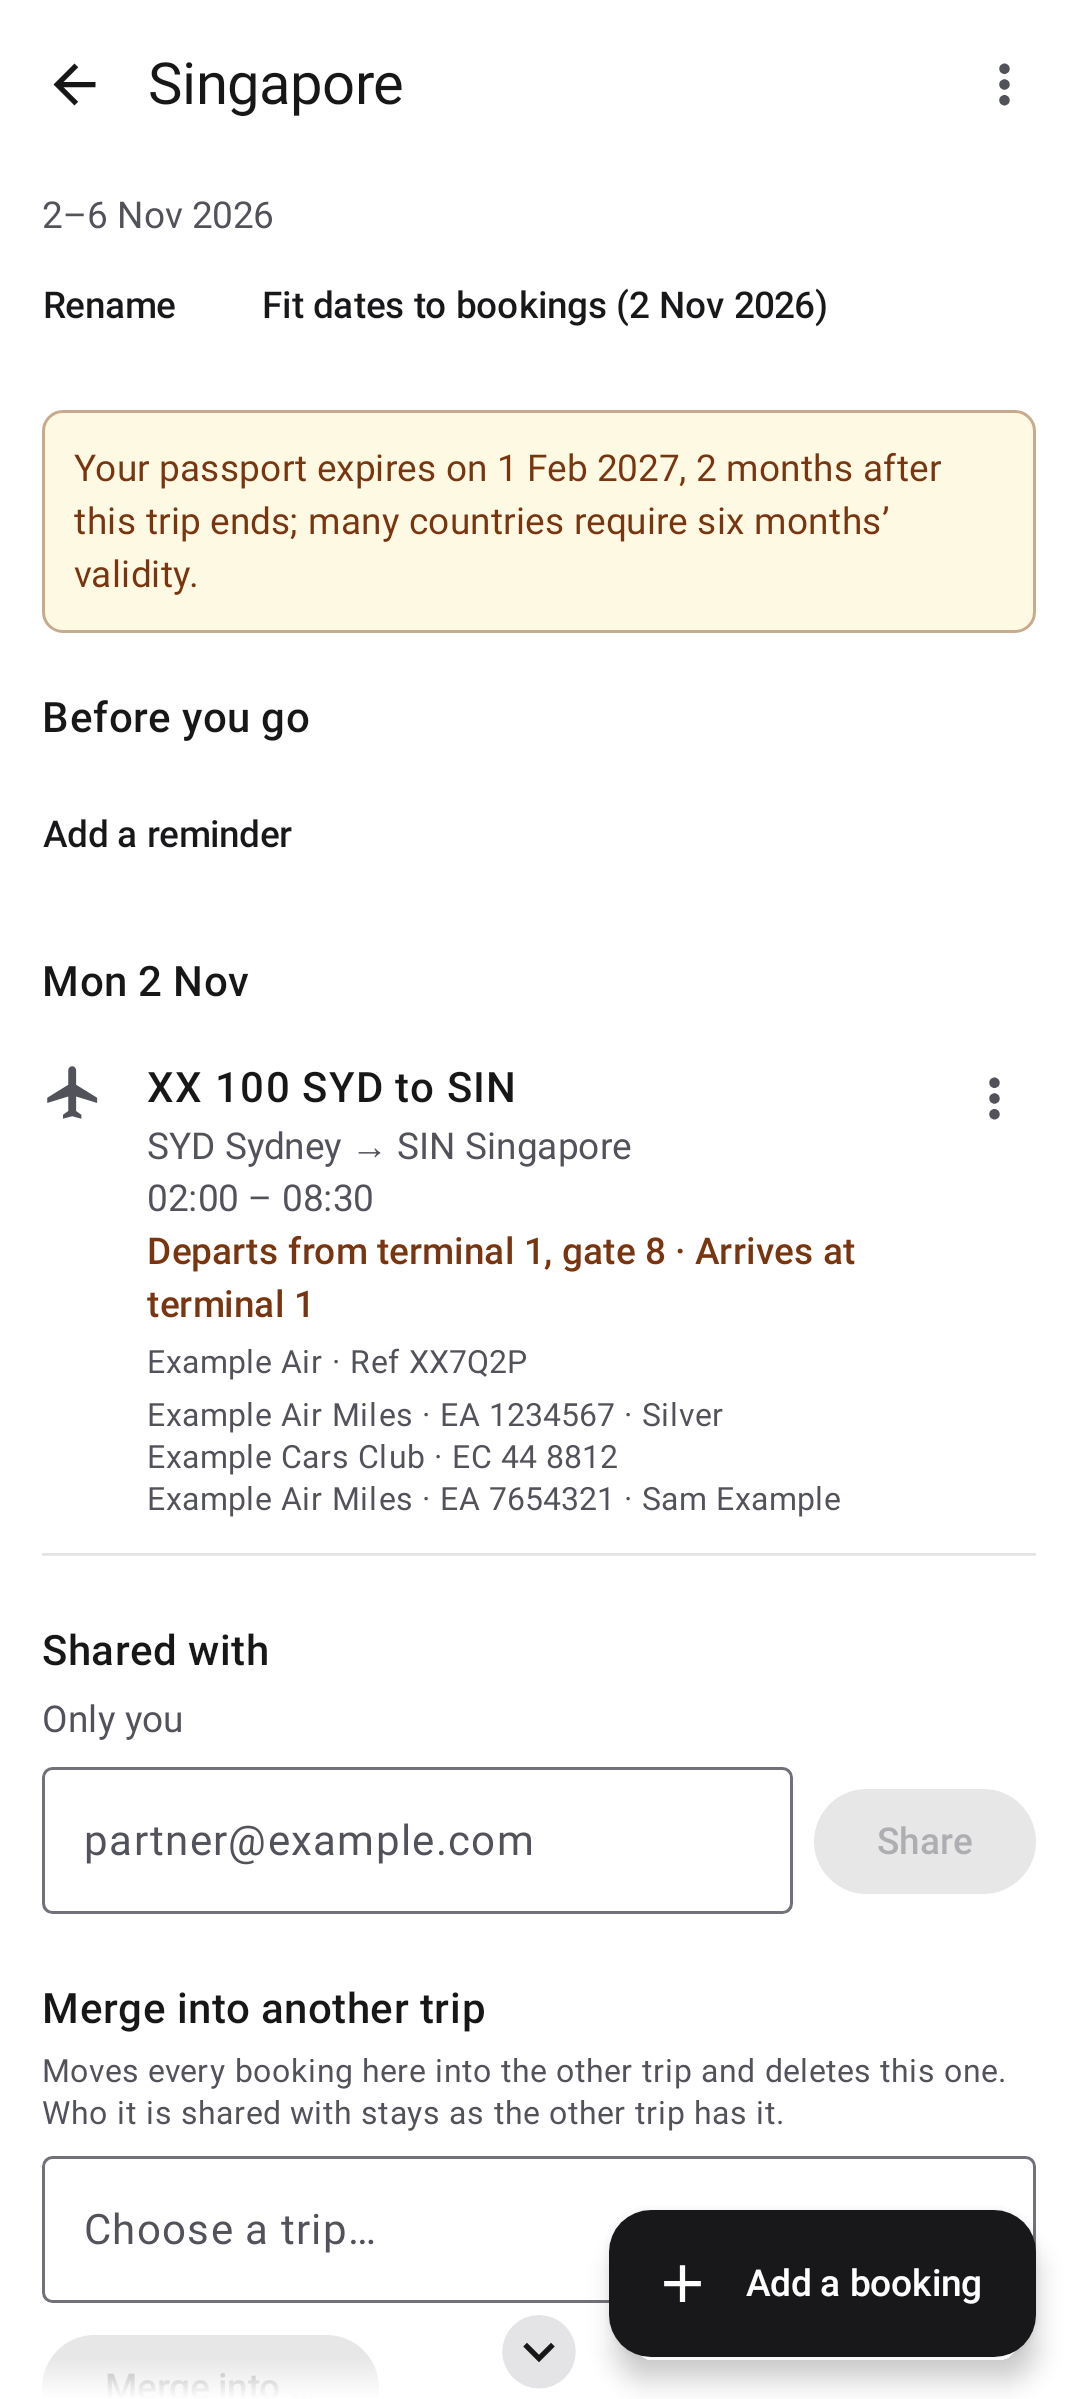 Singapore
2–6 Nov 2026
Rename
Fit dates to bookings (2 Nov 2026)
Your passport expires on 1 Feb 2027, 2 months after
this trip ends; many countries require six months’
validity.
Before you go
Add a reminder
Mon 2 Nov
XX 100 SYD to SIN
SYD Sydney → SIN Singapore
02:00 – 08:30
Departs from terminal 1, gate 8 · Arrives at
terminal 1
Example Air · Ref XX7Q2P
Example Air Miles · EA 1234567 · Silver
Example Cars Club · EC 44 8812
Example Air Miles · EA 7654321 · Sam Example
Shared with
Only you
partner@example.com
Share
Merge into another trip
Moves every booking here into the other trip and deletes this one.
Who it is shared with stays as the other trip has it.
Choose a trip…
Add a booking
Merge into